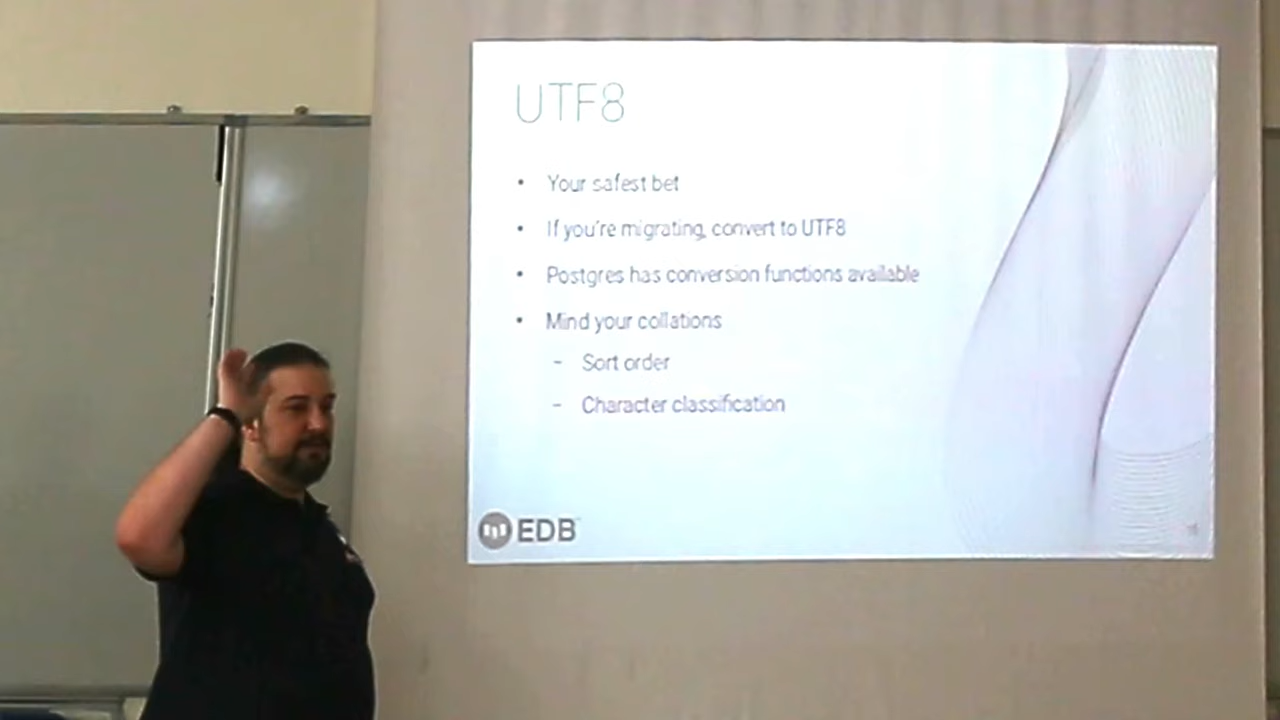 UTF8
• Your safest bet
• If you're migrating, convert to UTF8
• Postgres has conversion functions available
• Mind your collations
– Sort order
– Character classification
EDB